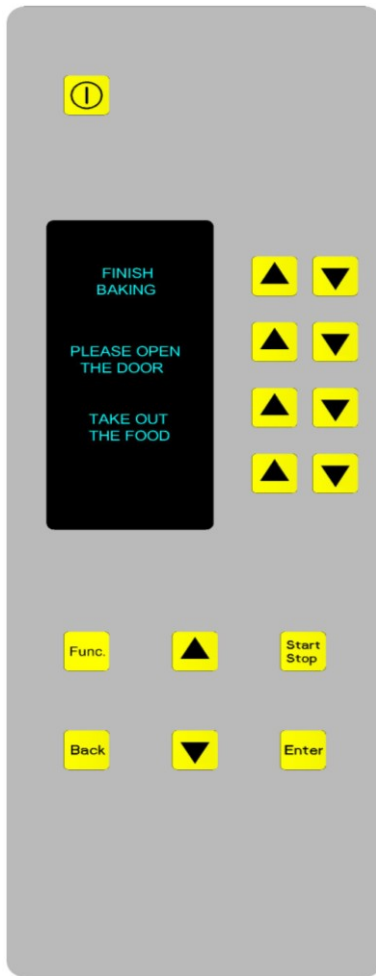 FINISH
BAKING
PLEASE OPEN
THE DOOR
TAKE OUT
THE FOOD
Func.
Start
Stop
Back
Enter